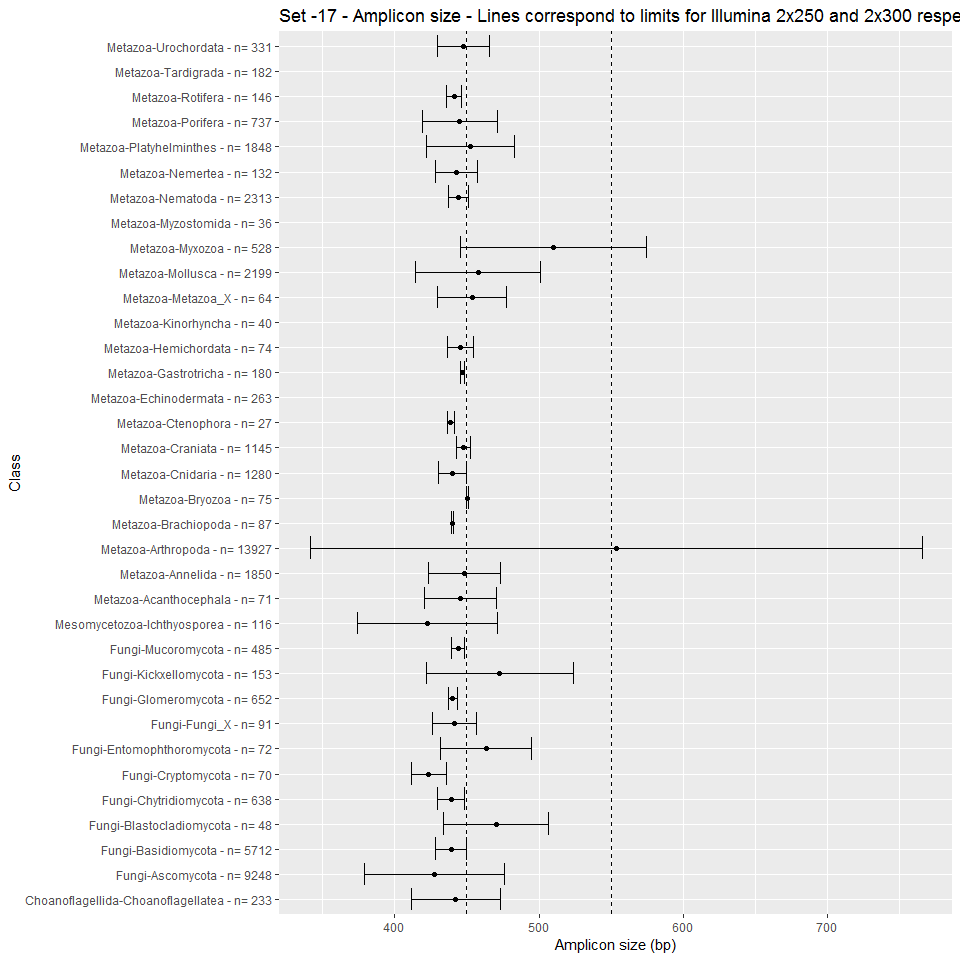 Set -17 - Amplicon size - Lines correspond to limits for Illumina 2x250 and 2x300 respe
Metazoa-Urochordata - n= 331
Metazoa-Tardigrada - n= 182
Metazoa-Rotifera - n= 146
Metazoa-Porifera - n= 737
Metazoa-Platyhelminthes - n= 1848
Metazoa-Nemertea - n= 132
Metazoa-Nematoda - n= 2313
Metazoa-Myzostomida - n= 36
Metazoa-Myxozoa - n= 528
Metazoa-Mollusca - n= 2199
Metazoa-Metazoa_X - n= 64
Metazoa-Kinorhyncha - n= 40
Metazoa-Hemichordata - n= 74
Metazoa-Gastrotricha - n= 180
Metazoa-Echinodermata - n= 263
Metazoa-Ctenophora - n= 27
Metazoa-Craniata - n= 1145
Metazoa-Cnidaria - n= 1280
Metazoa-Bryozoa - n= 75
Metazoa-Brachiopoda - n= 87
Metazoa-Arthropoda - n= 13927
Metazoa-Annelida - n= 1850
Metazoa-Acanthocephala - n= 71
Mesomycetozoa-Ichthyosporea - n= 116
Fungi-Mucoromycota - n= 485
Fungi-Kickxellomycota - n= 153
Fungi-Glomeromycota - n= 652
Fungi-Fungi_X - n= 91
Fungi-Entomophthoromycota - n= 72
Fungi-Cryptomycota - n= 70
Fungi-Chytridiomycota - n= 638
Fungi-Blastocladiomycota - n= 48
Fungi-Basidiomycota - n= 5712
Fungi-Ascomycota - n= 9248
Choanoflagellida-Choanoflagellatea - n= 233
Class
400 500 600 700
Amplicon size (bp)